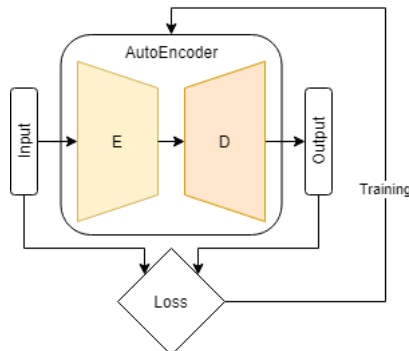 AutoEncoder
Input
E
D
Output
Training
Loss